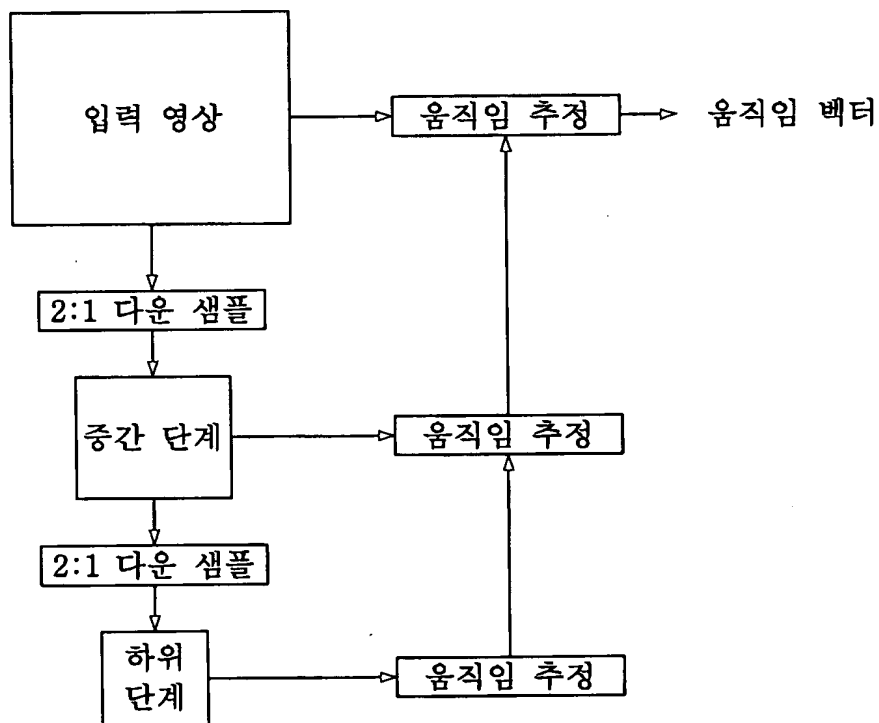 입력 영상
움직임 추정
움직임 벡터
2:1 다운 샘플
중간 단계
움직임 추정
2:1 다운 샘플
하위
단계
움직임 추정